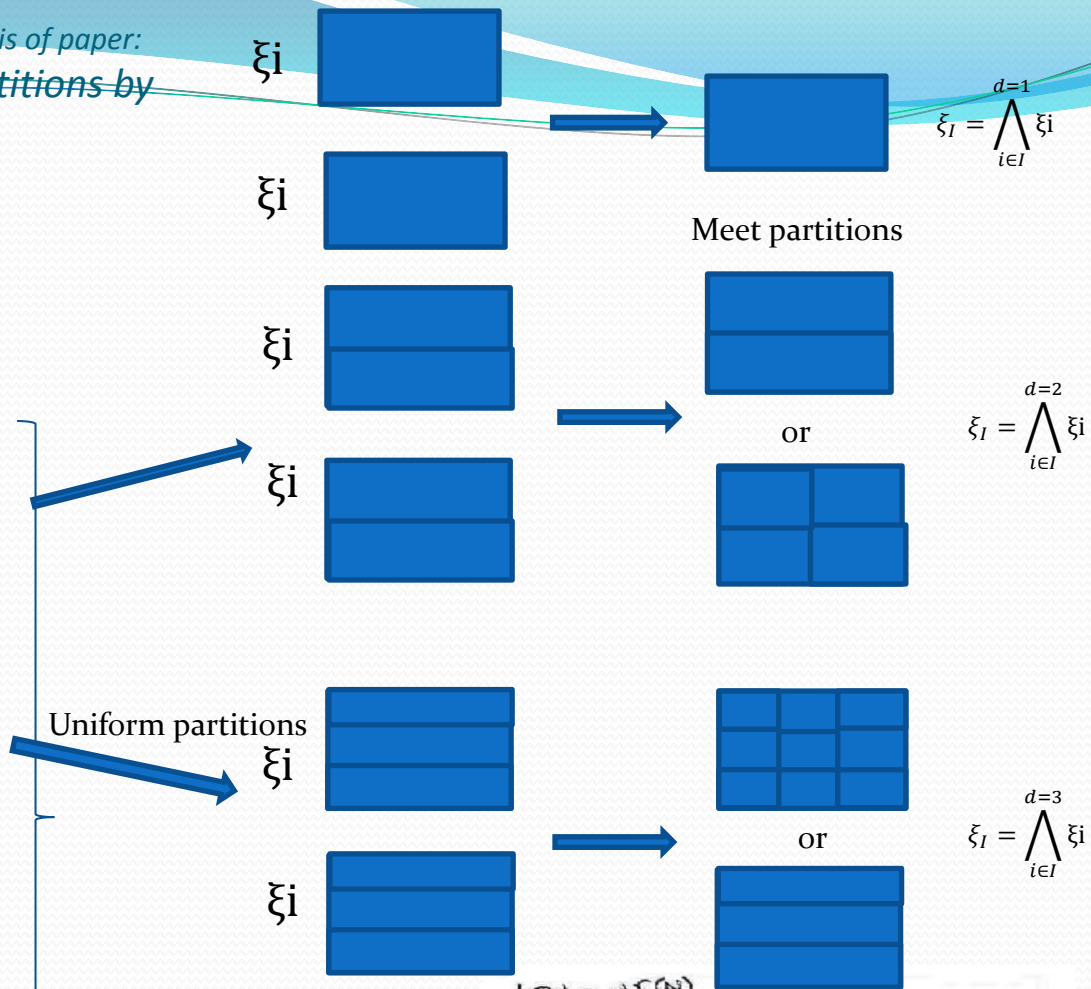 is of paper:
titions by
ξi
d=1
ξ_I = ⋀ ξi
i∈I
ξi
Meet partitions
ξi
d=2
ξ_I = ⋀ ξi
i∈I
or
ξi
Uniform partitions
ξi
d=3
ξ_I = ⋀ ξi
i∈I
or
ξi